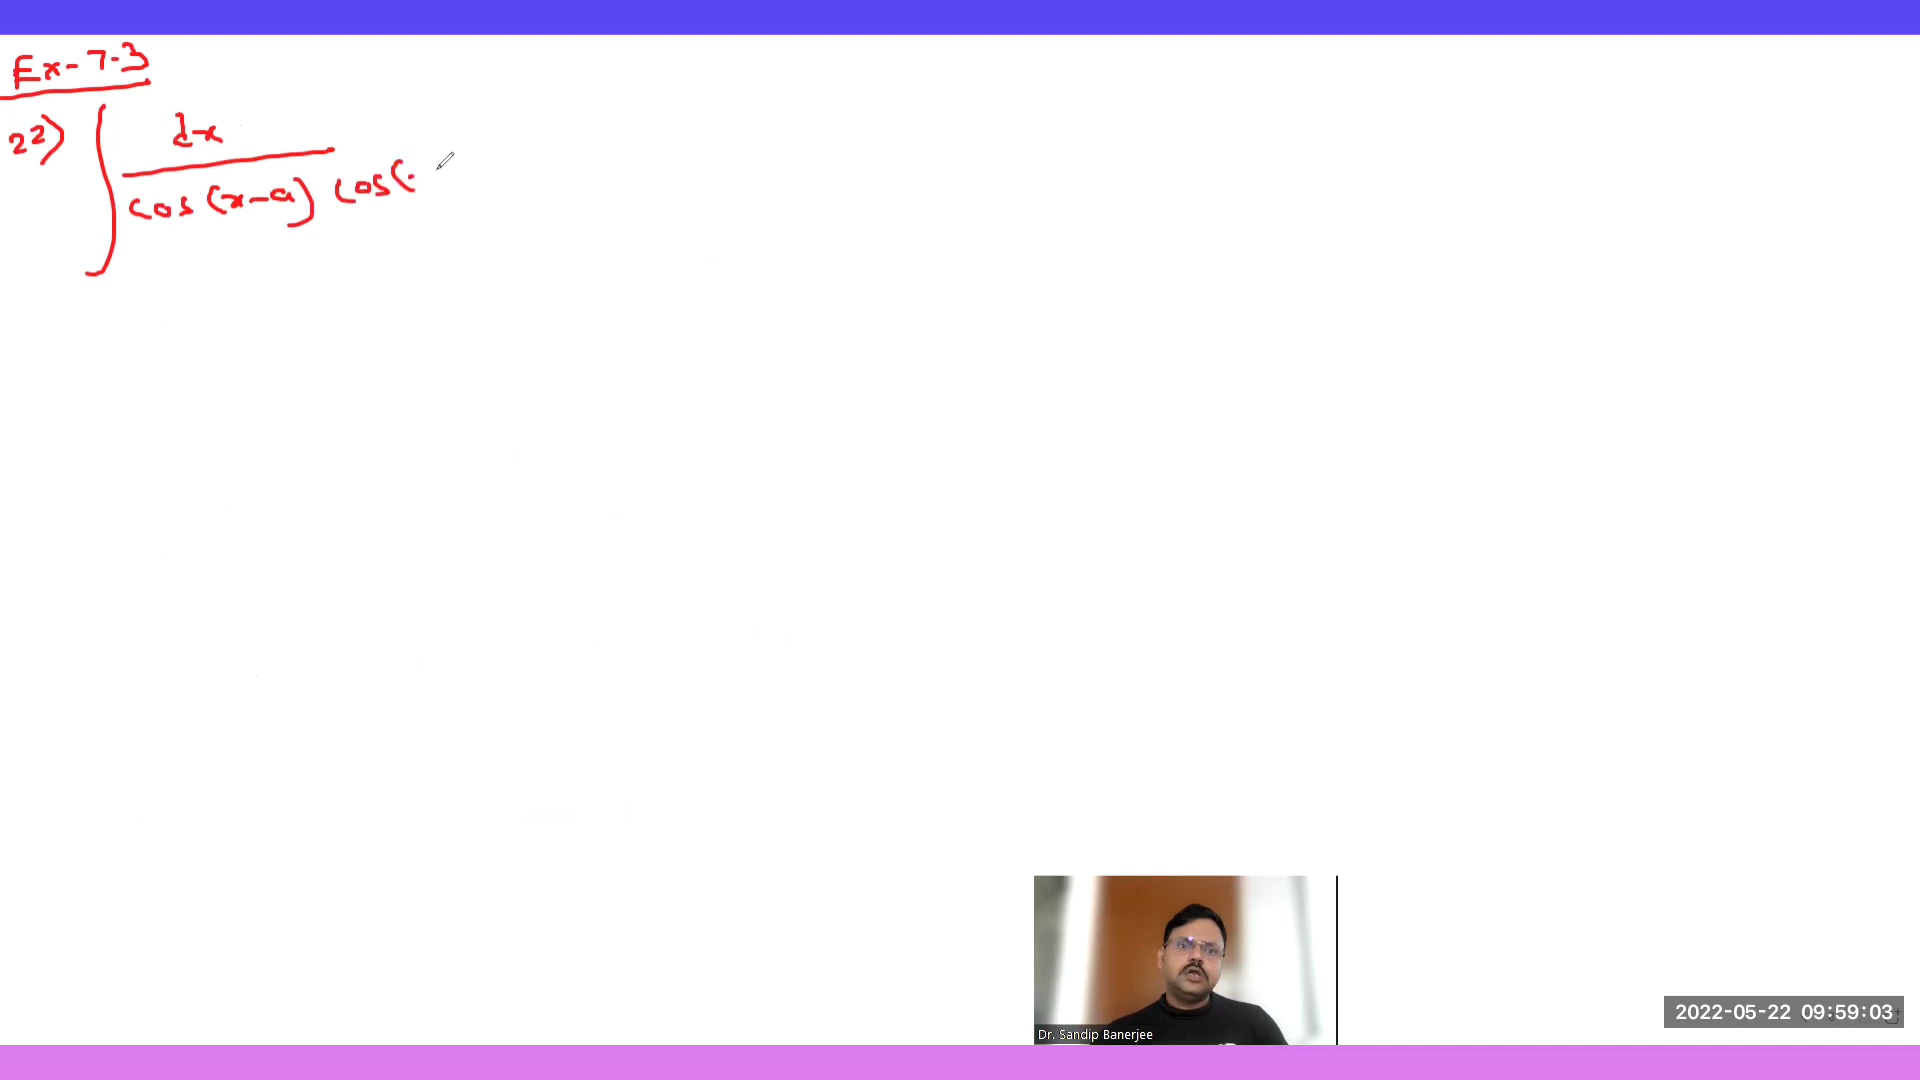 Ex-7.3
22) ∫ dx / cos(x-a) cos(
Dr. Sandip Banerjee
2022-05-22 09:59:03